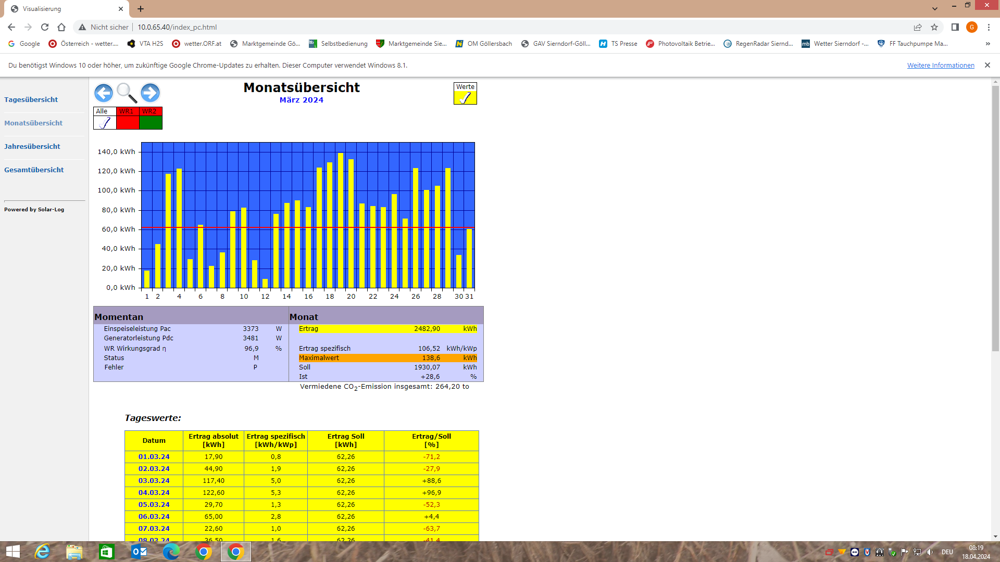 Visualisierung
Nicht sicher
10.0.65.40/index_pc.html
G
Google
Österreich - wetter....
VTA H2S
wetter.ORF.at
Marktgemeinde Gö...
Selbstbedienung
Marktgemeinde Sie...
OM Göllersbach
GAV Sierndorf-Göll...
TS Presse
Photovoltaik Betrie...
RegenRadar Siernd...
Wetter Sierndorf -...
FF Tauchpumpe Ma...
Du benötigst Windows 10 oder höher, um zukünftige Google Chrome-Updates zu erhalten. Dieser Computer verwendet Windows 8.1.
Weitere Informationen
Tagesübersicht
Monatsübersicht
Jahresübersicht
Gesamtübersicht
Powered by Solar-Log
Monatsübersicht
März 2024
Werte
Alle WR1 WR2
140,0 kWh
120,0 kWh
100,0 kWh
80,0 kWh
60,0 kWh
40,0 kWh
20,0 kWh
0,0 kWh
1 2 4 6 8 10 12 14 16 18 20 22 24 26 28 30 31
Momentan
Einspeiseleistung Pac 3373 W
Generatorleistung Pdc 3481 W
WR Wirkungsgrad η 96,9 %
Status M
Fehler P
Monat
Ertrag 2482,90 kWh
Ertrag spezifisch 106,52 kWh/kWp
Maximalwert 138,6 kWh
Soll 1930,07 kWh
Ist +28,6 %
Vermiedene CO2-Emission insgesamt: 264,20 to
Tageswerte:
Datum Ertrag absolut [kWh] Ertrag spezifisch [kWh/kWp] Ertrag Soll [kWh] Ertrag/Soll [%]
01.03.24 17,90 0,8 62,26 -71,2
02.03.24 44,90 1,9 62,26 -27,9
03.03.24 117,40 5,0 62,26 +88,6
04.03.24 122,60 5,3 62,26 +96,9
05.03.24 29,70 1,3 62,26 -52,3
06.03.24 65,00 2,8 62,26 +4,4
07.03.24 22,60 1,0 62,26 -63,7
08.03.24 36,50 1,6 62,26 -41,4
DEU
08:19
18.04.2024